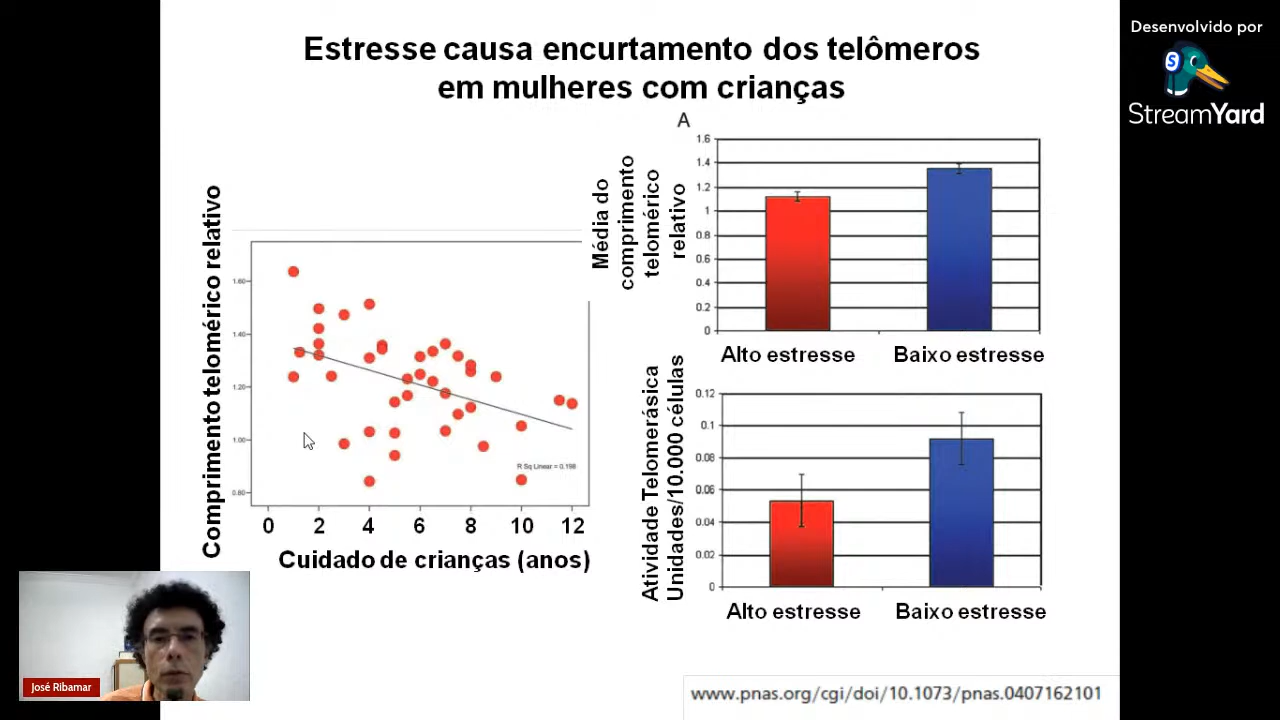 Estresse causa encurtamento dos telômeros
em mulheres com crianças
Desenvolvido por
S
StreamYard
Comprimento telomérico relativo
1.60
1.40
1.20
1.00
0.80
R Sq Linear = 0.198
0 2 4 6 8 10 12
Cuidado de crianças (anos)
A
Média do
comprimento
telomérico
relativo
1.6
1.4
1.2
1
0.8
0.6
0.4
0.2
0
Alto estresse Baixo estresse
Atividade Telomerásica
Unidades/10.000 células
0.12
0.1
0.08
0.06
0.04
0.02
0
Alto estresse Baixo estresse
José Ribamar
www.pnas.org/cgi/doi/10.1073/pnas.0407162101